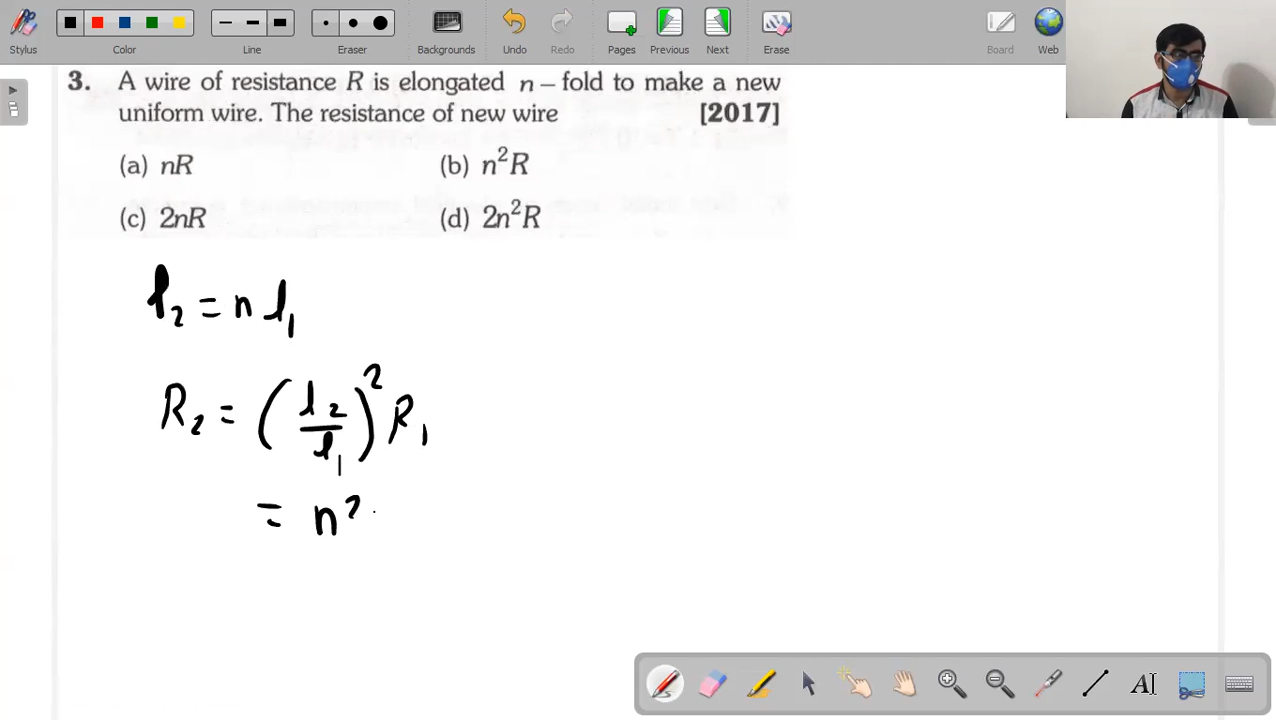 Stylus Color Line Eraser Backgrounds Undo Redo Pages Previous Next Erase Board Web
3. A wire of resistance R is elongated n – fold to make a new
uniform wire. The resistance of new wire [2017]
(a) nR (b) n²R
(c) 2nR (d) 2n²R
l₂ = n l₁
R₂ = (l₂/l₁)² R₁
= n²